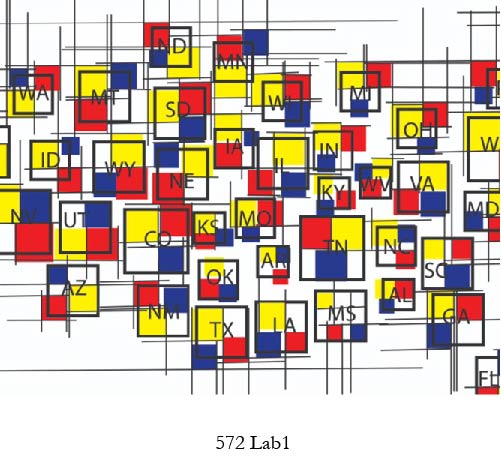 ND
MN
WA
MT
SD
WI
MI
OH
W
ID
WY
NE
IA
IL
IN
KY
WV
VA
MD
NV
UT
CO
KS
MO
TN
NC
SC
AZ
NM
OK
AR
TX
LA
MS
AL
GA
FL
572 Lab1